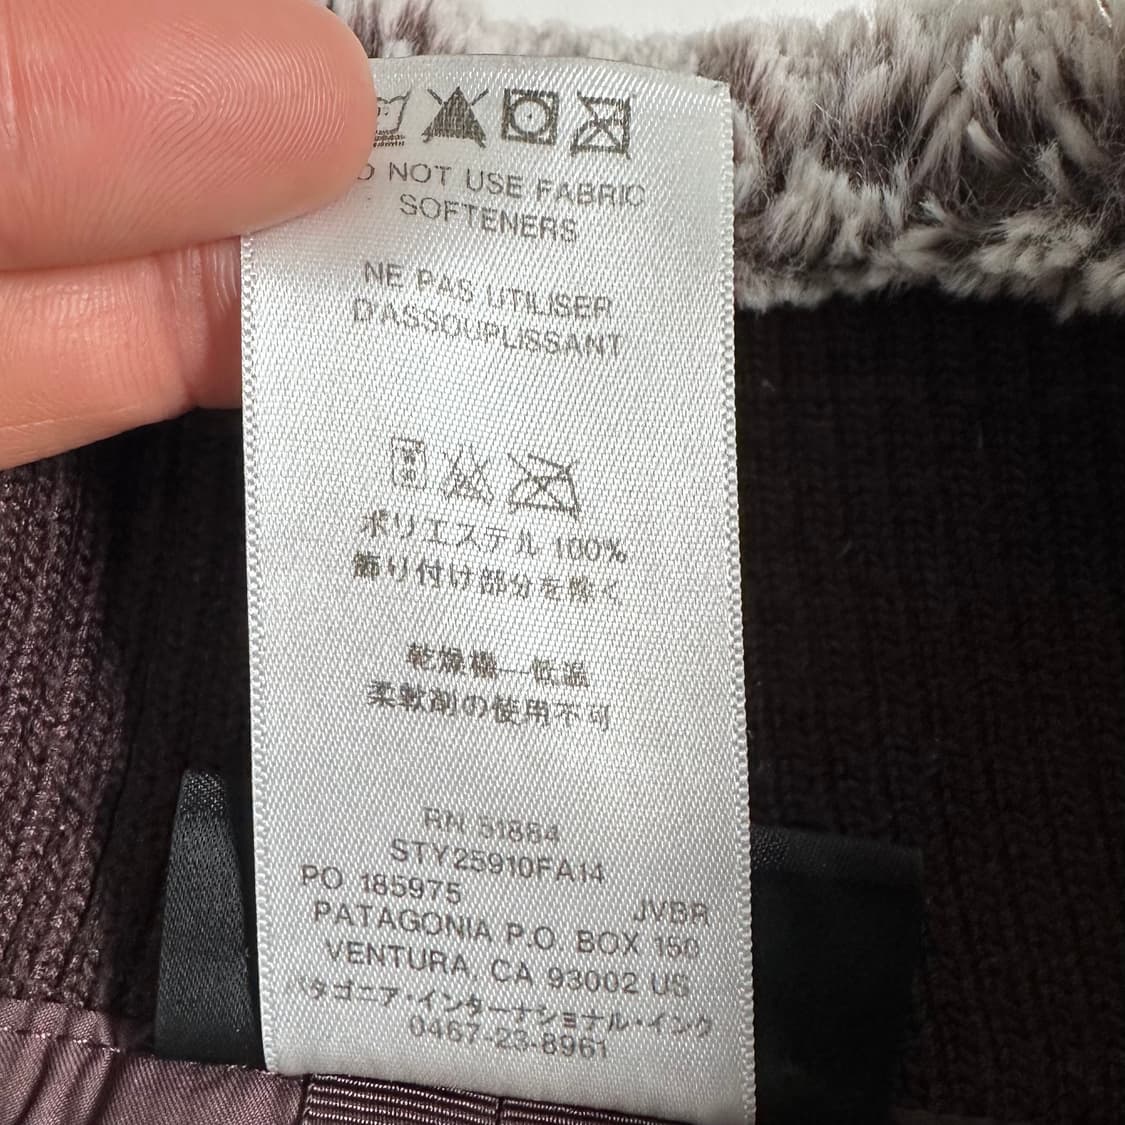 NOT USE FABRIC
SOFTENERS
NE PAS UTILISER
D'ASSOUPLISSANT
ポリエステル 100%
飾り付け部分を除く
乾燥機―低温
柔軟剤の使用不可
RN 51884
STY25910FA14
PO 185975
JVBR
PATAGONIA P.O. BOX 150
VENTURA, CA 93002 US
パタゴニア・インターナショナル・インク
0467-23-8961